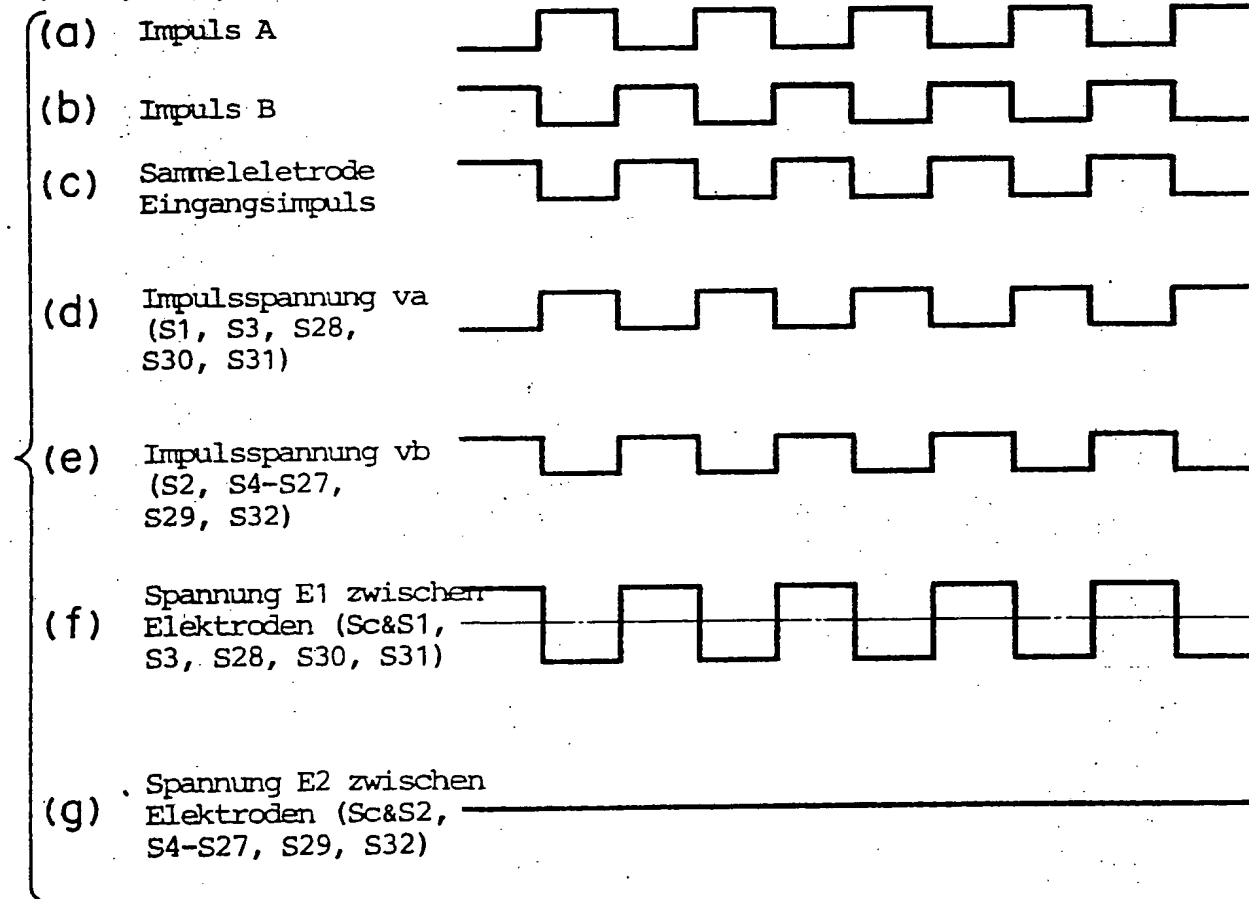 (a) Impuls A
(b) Impuls B
(c) Sammeleletrode
Eingangsimpuls
(d) Impulsspannung va
(S1, S3, S28,
S30, S31)
(e) Impulsspannung vb
(S2, S4-S27,
S29, S32)
(f) Spannung E1 zwischen
Elektroden (Sc&S1,
S3, S28, S30, S31)
(g) Spannung E2 zwischen
Elektroden (Sc&S2,
S4-S27, S29, S32)